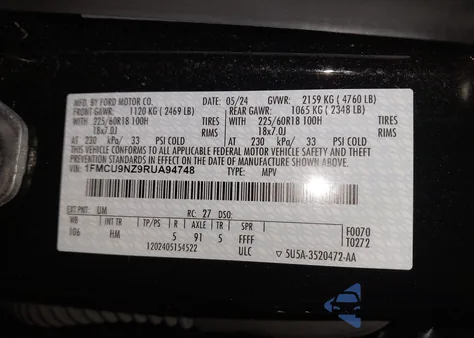 MFD. BY FORD MOTOR CO. 05/24 GVWR: 2159 KG ( 4760 LB)
FRONT GAWR: 1120 KG ( 2469 LB) REAR GAWR: 1065 KG ( 2348 LB)
WITH 225/60R18 100H TIRES WITH 225/60R18 100H TIRES
18x7.0J RIMS 18x7.0J RIMS
AT 230 kPa/ 33 PSI COLD AT 230 kPa/ 33 PSI COLD
THIS VEHICLE CONFORMS TO ALL APPLICABLE FEDERAL MOTOR VEHICLE SAFETY AND THEFT
PREVENTION STANDARDS IN EFFECT ON THE DATE OF MANUFACTURE SHOWN ABOVE.
VIN: 1FMCU9NZ9RUA94748 TYPE: MPV
EXT PNT: UM RC: 27 DSO:
WB INT TR TP/PS R AXLE TR SPR F0070
106 HM 5 91 5 FFFF T0272
1202405154522 ULC ▽ 5U5A-3520472-AA